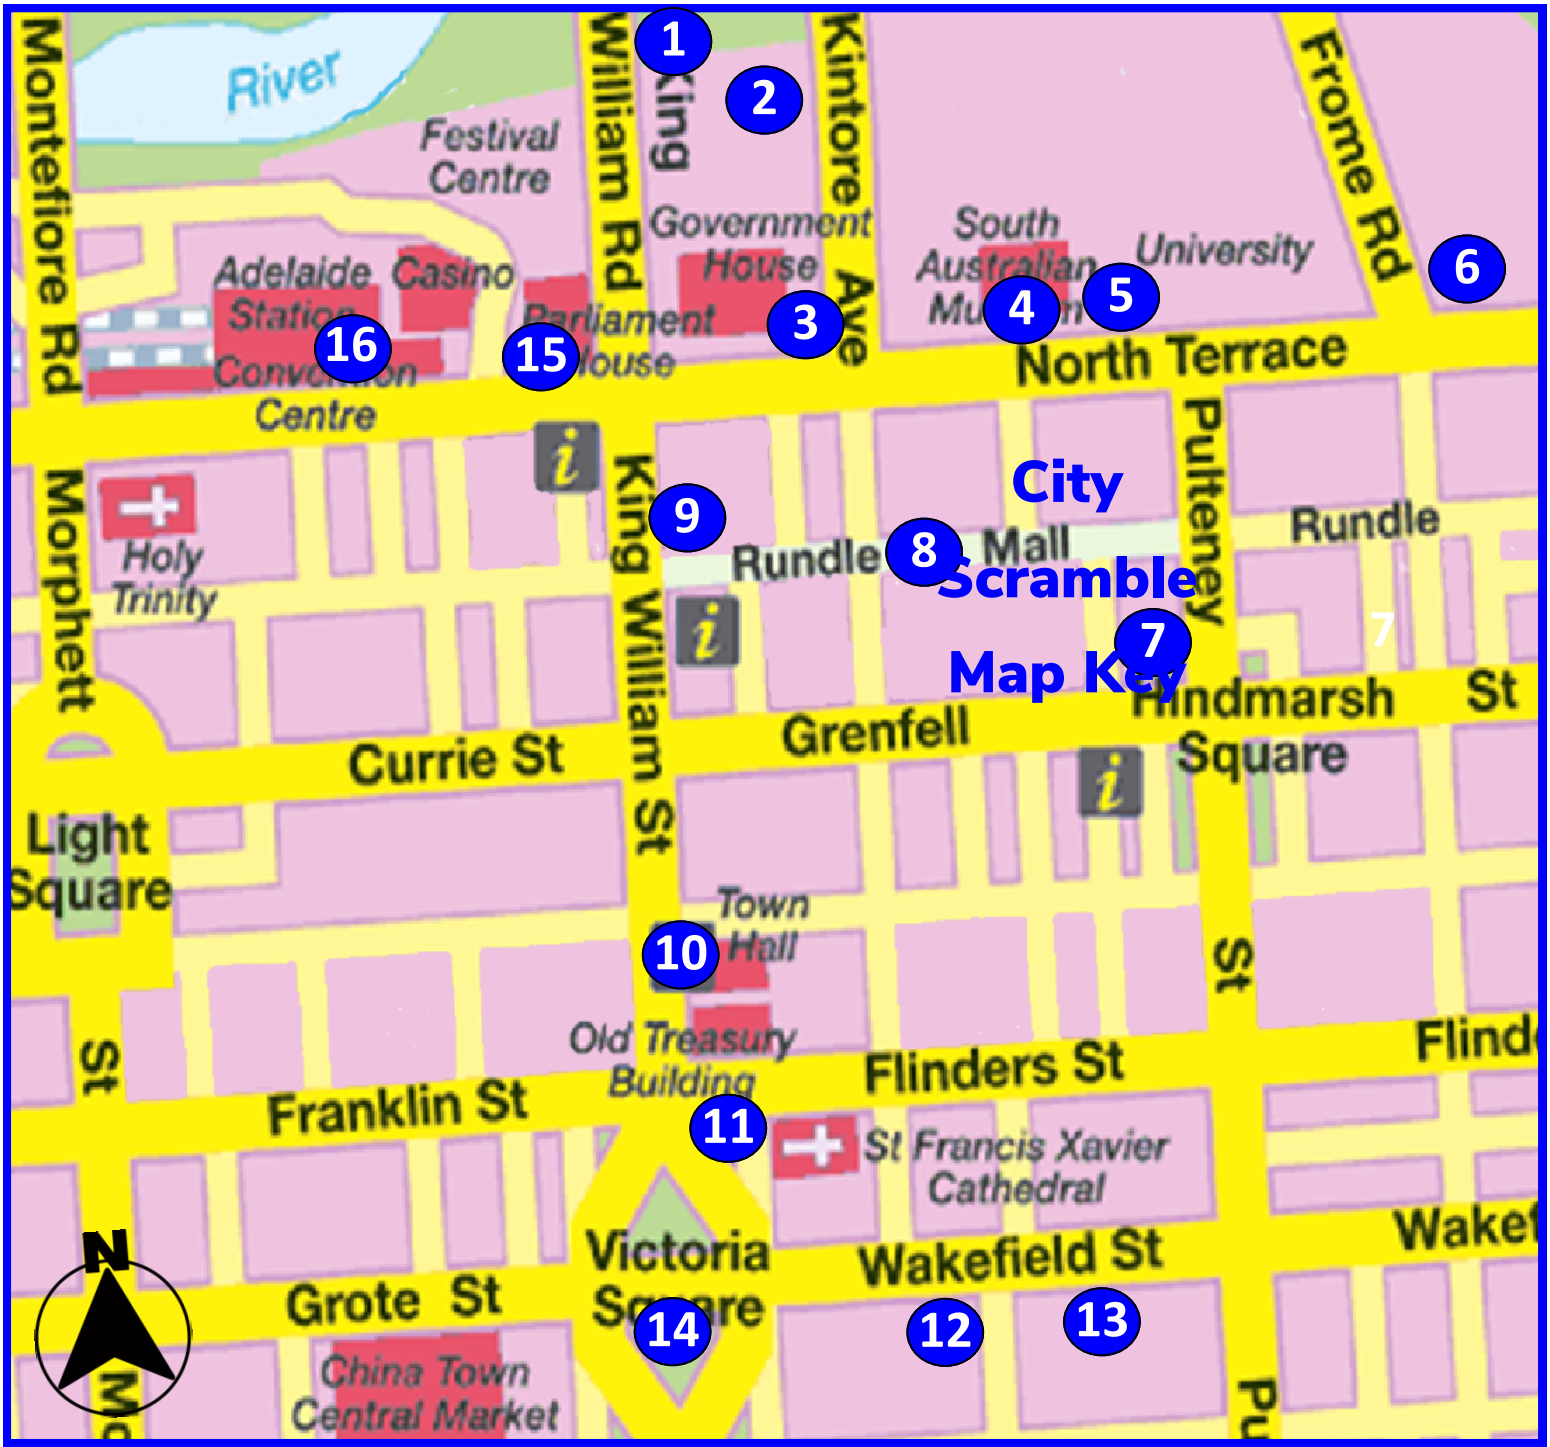 Montefiore Rd
River
William Rd
1
King
2
Kintore Ave
Frome Rd
Festival
Centre
Government
House
3
South
Australian
4
5
University
6
Adelaide
Station
Casino
16
Convention
Centre
15
Parliament
House
North Terrace
i
Morphett
Holy
Trinity
King William St
9
Rundle
8
Mall
City
Scramble
Map Key
Pulteney
Rundle
7
7
i
Hindmarsh
Square
St
Currie St
Grenfell
i
Light
Square
Town
Hall
10
St
St
Old Treasury
Building
Franklin St
Flinders St
Flind
11
St Francis Xavier
Cathedral
Victoria
Square
14
Wakefield St
Wakef
Grote St
12
13
N
China Town
Central Market
Mo
Pu